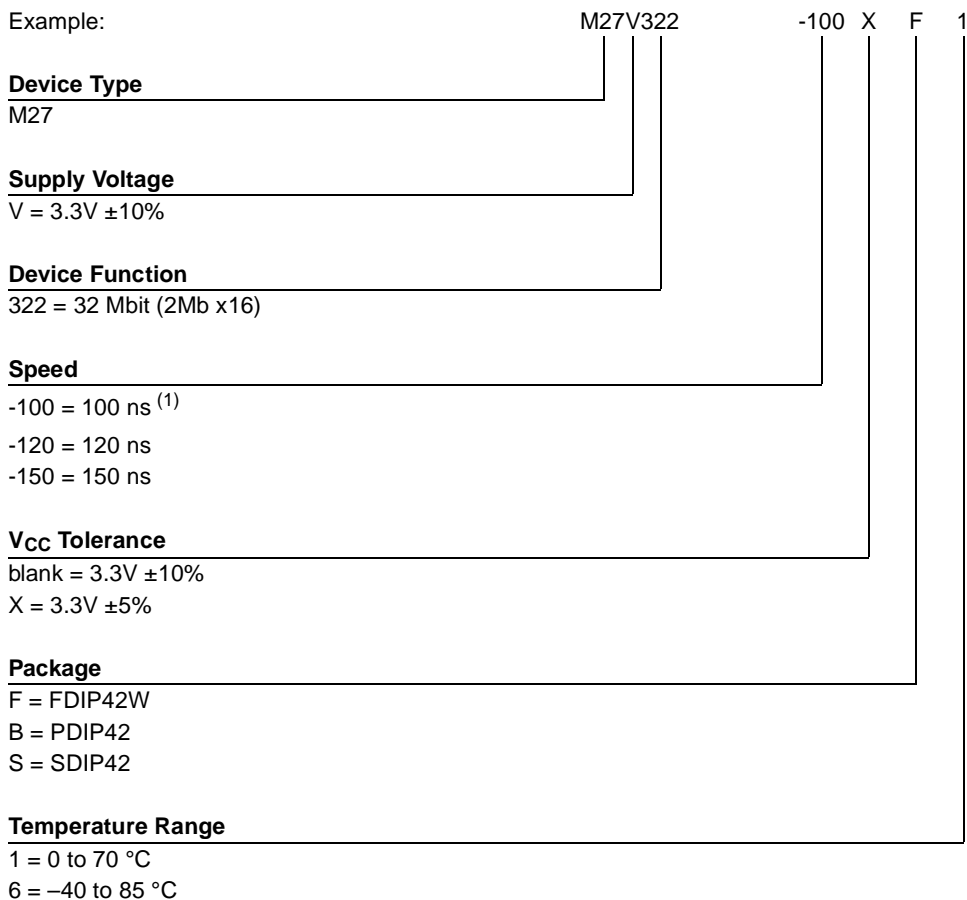 Example: M27V322 -100 X F 1
Device Type
M27
Supply Voltage
V = 3.3V ±10%
Device Function
322 = 32 Mbit (2Mb x16)
Speed
-100 = 100 ns (1)
-120 = 120 ns
-150 = 150 ns
VCC Tolerance
blank = 3.3V ±10%
X = 3.3V ±5%
Package
F = FDIP42W
B = PDIP42
S = SDIP42
Temperature Range
1 = 0 to 70 °C
6 = –40 to 85 °C